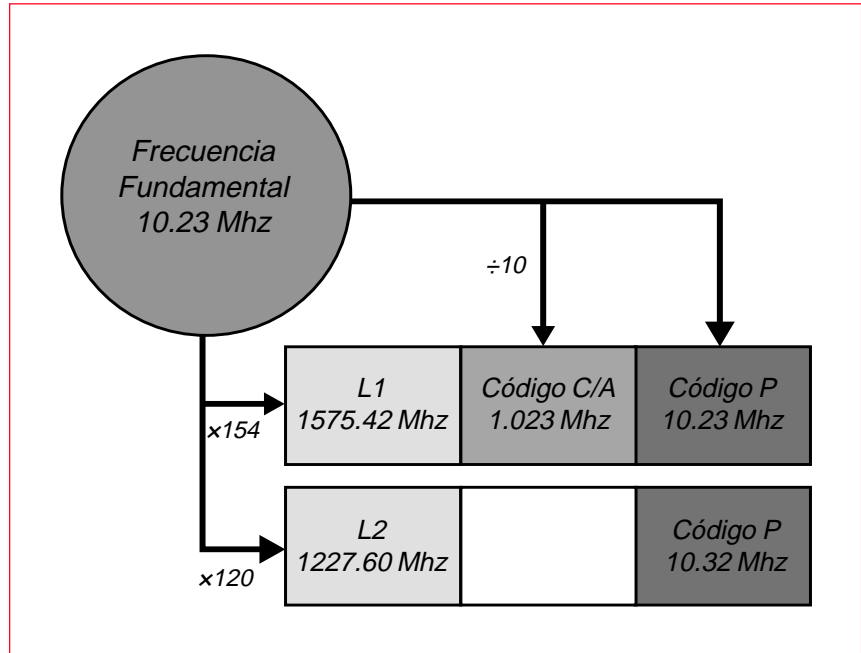 Frecuencia
Fundamental
10.23 Mhz
÷10
×154
L1
1575.42 Mhz
Código C/A
1.023 Mhz
Código P
10.23 Mhz
×120
L2
1227.60 Mhz
Código P
10.32 Mhz